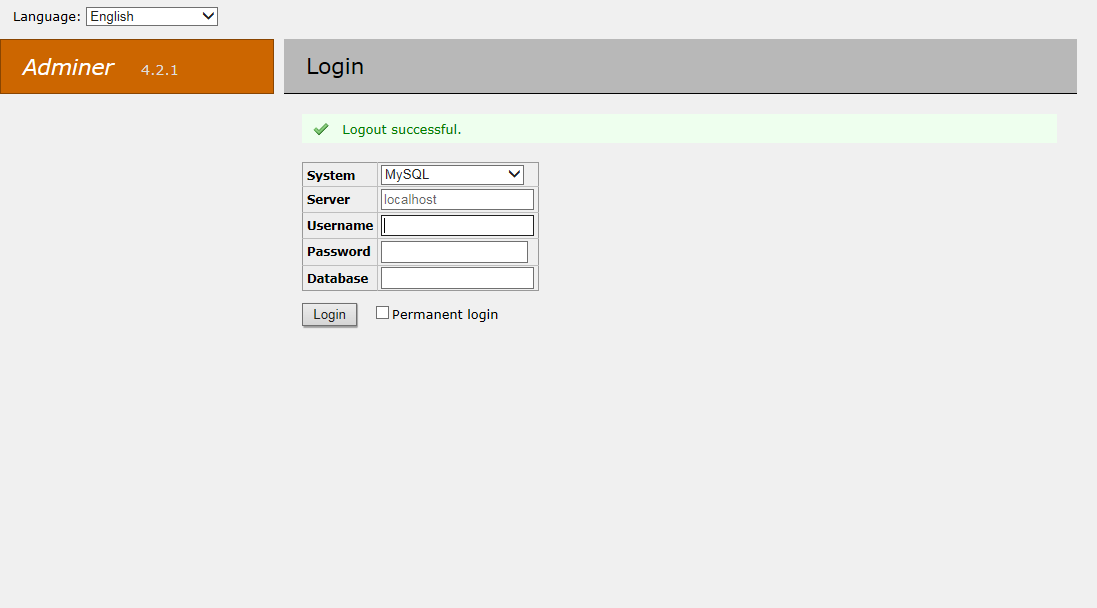 Language: English
Adminer 4.2.1
Login
Logout successful.
System MySQL
Server localhost
Username
Password
Database
Login Permanent login